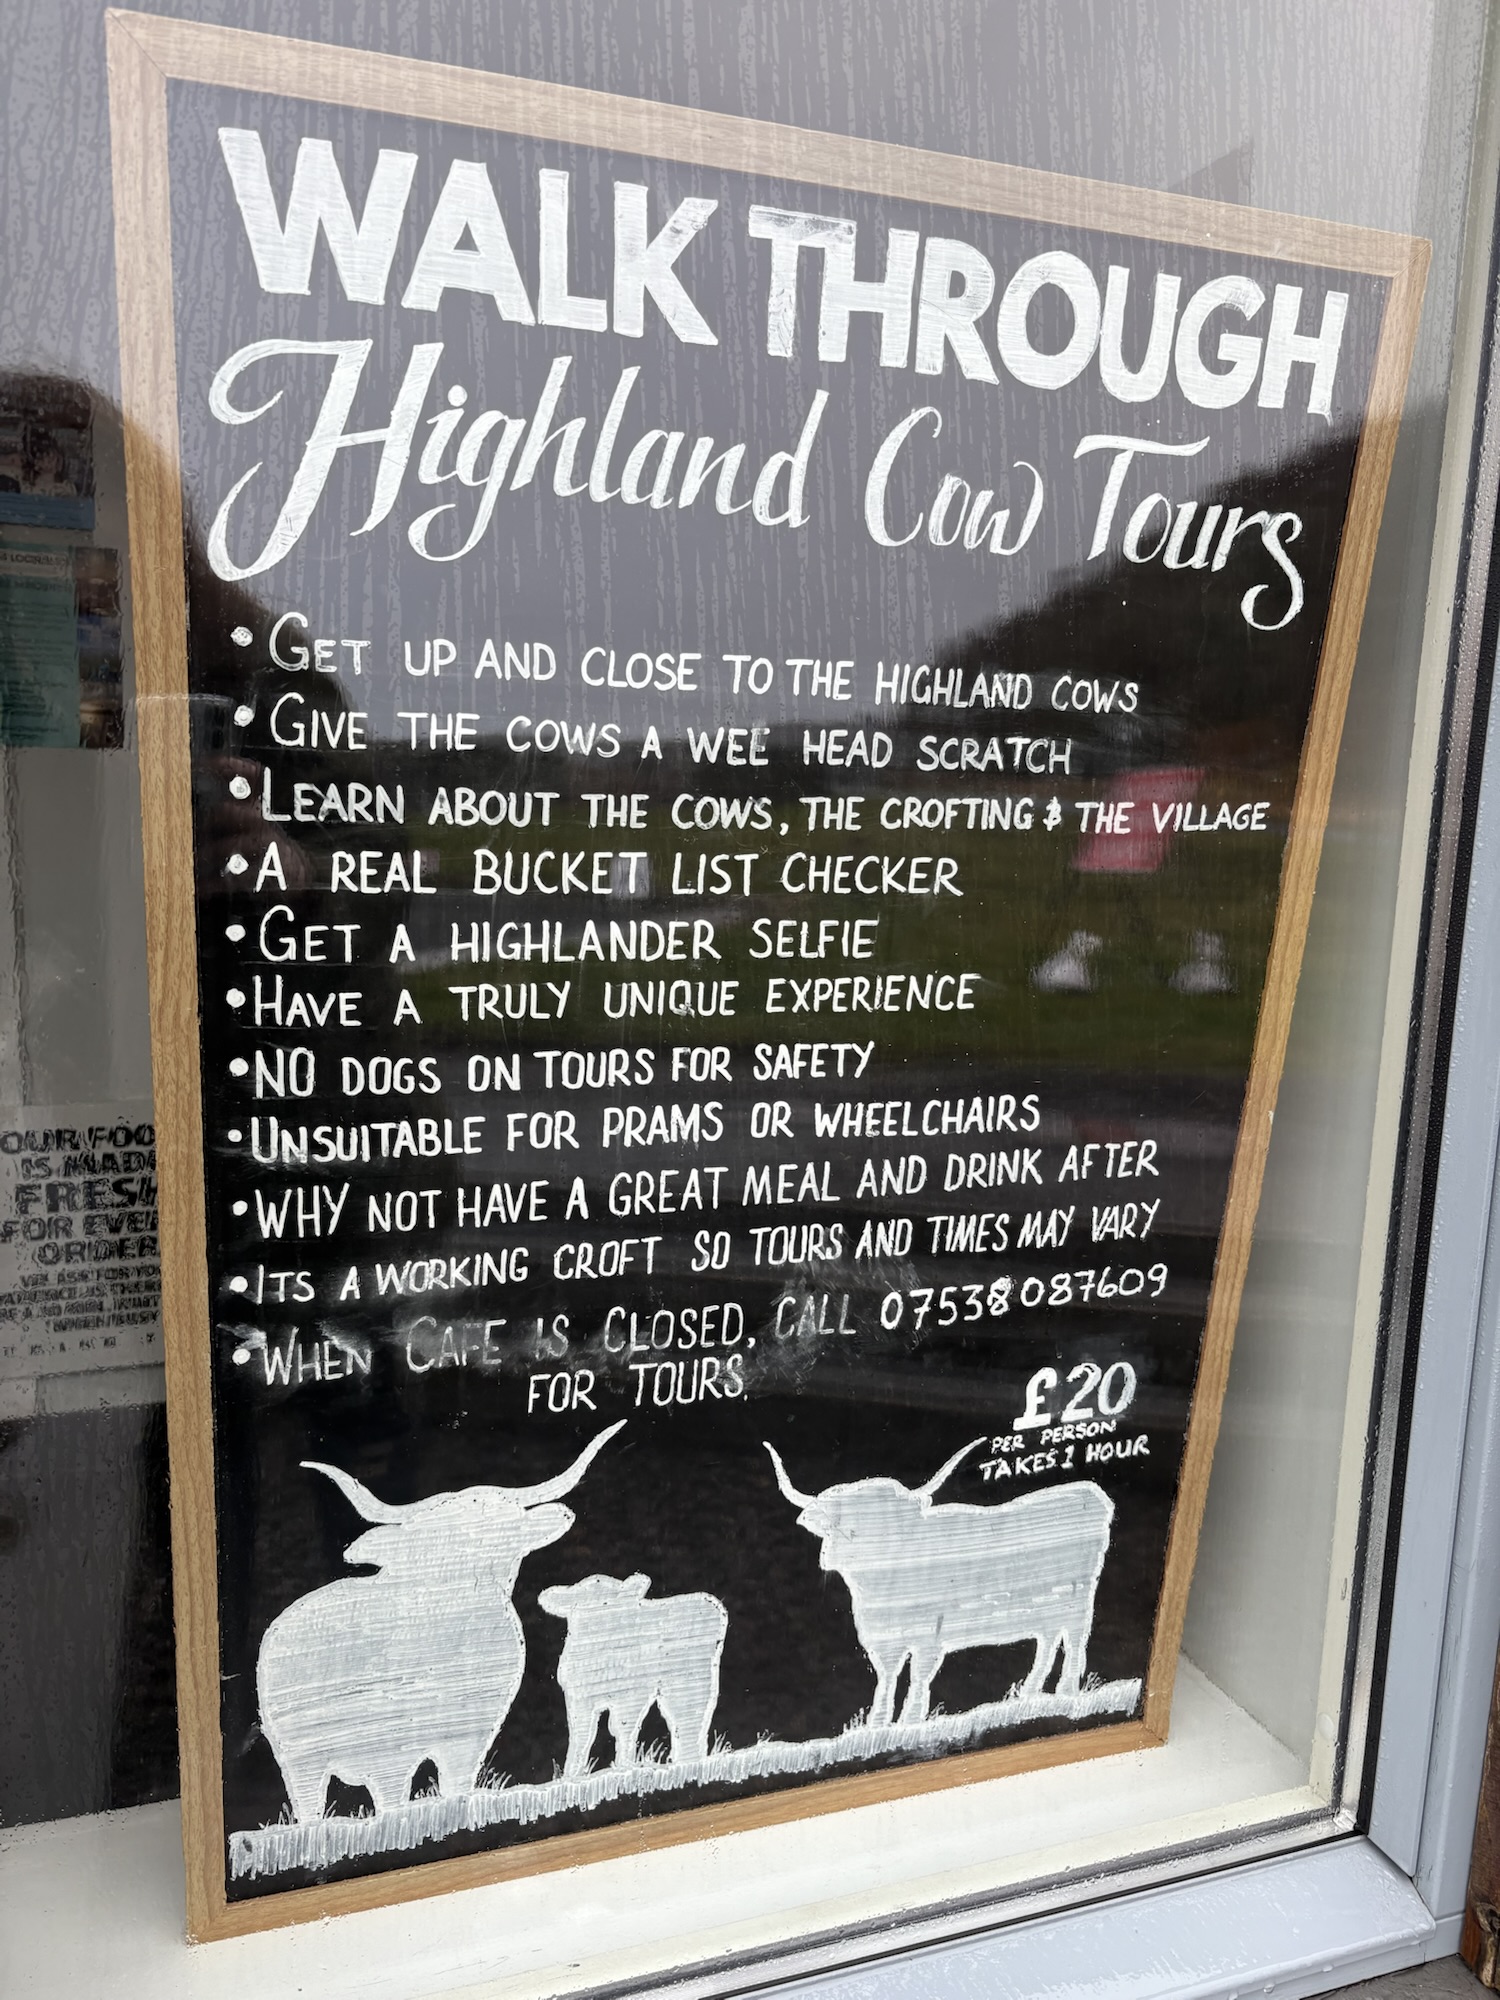 WALK THROUGH
Highland Cow Tours
• GET UP AND CLOSE TO THE HIGHLAND COWS
• GIVE THE COWS A WEE HEAD SCRATCH
• LEARN ABOUT THE COWS, THE CROFTING & THE VILLAGE
• A REAL BUCKET LIST CHECKER
• GET A HIGHLANDER SELFIE
• HAVE A TRULY UNIQUE EXPERIENCE
• NO DOGS ON TOURS FOR SAFETY
• UNSUITABLE FOR PRAMS OR WHEELCHAIRS
• WHY NOT HAVE A GREAT MEAL AND DRINK AFTER
• ITS A WORKING CROFT SO TOURS AND TIMES MAY VARY
• WHEN CAFE IS CLOSED, CALL 07538087609
FOR TOURS.
£20
PER PERSON
TAKES 1 HOUR
OUR FOO
IS MADE
FRESH
FOR EVE
ORDER